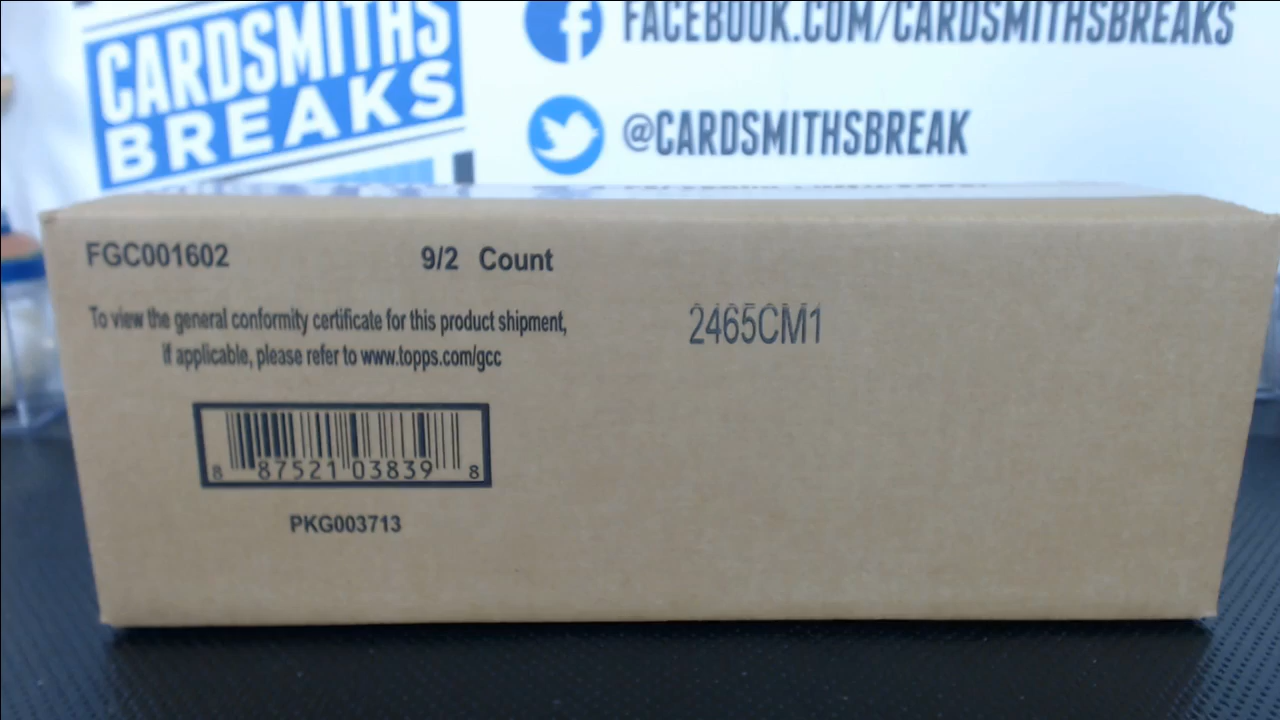 CARDSMITHS
BREAKS
FACEBOOK.COM/CARDSMITHSBREAKS
@CARDSMITHSBREAK
FGC001602
9/2 Count
To view the general conformity certificate for this product shipment,
if applicable, please refer to www.topps.com/gcc
2465CM1
8 87521 03839 8
PKG003713